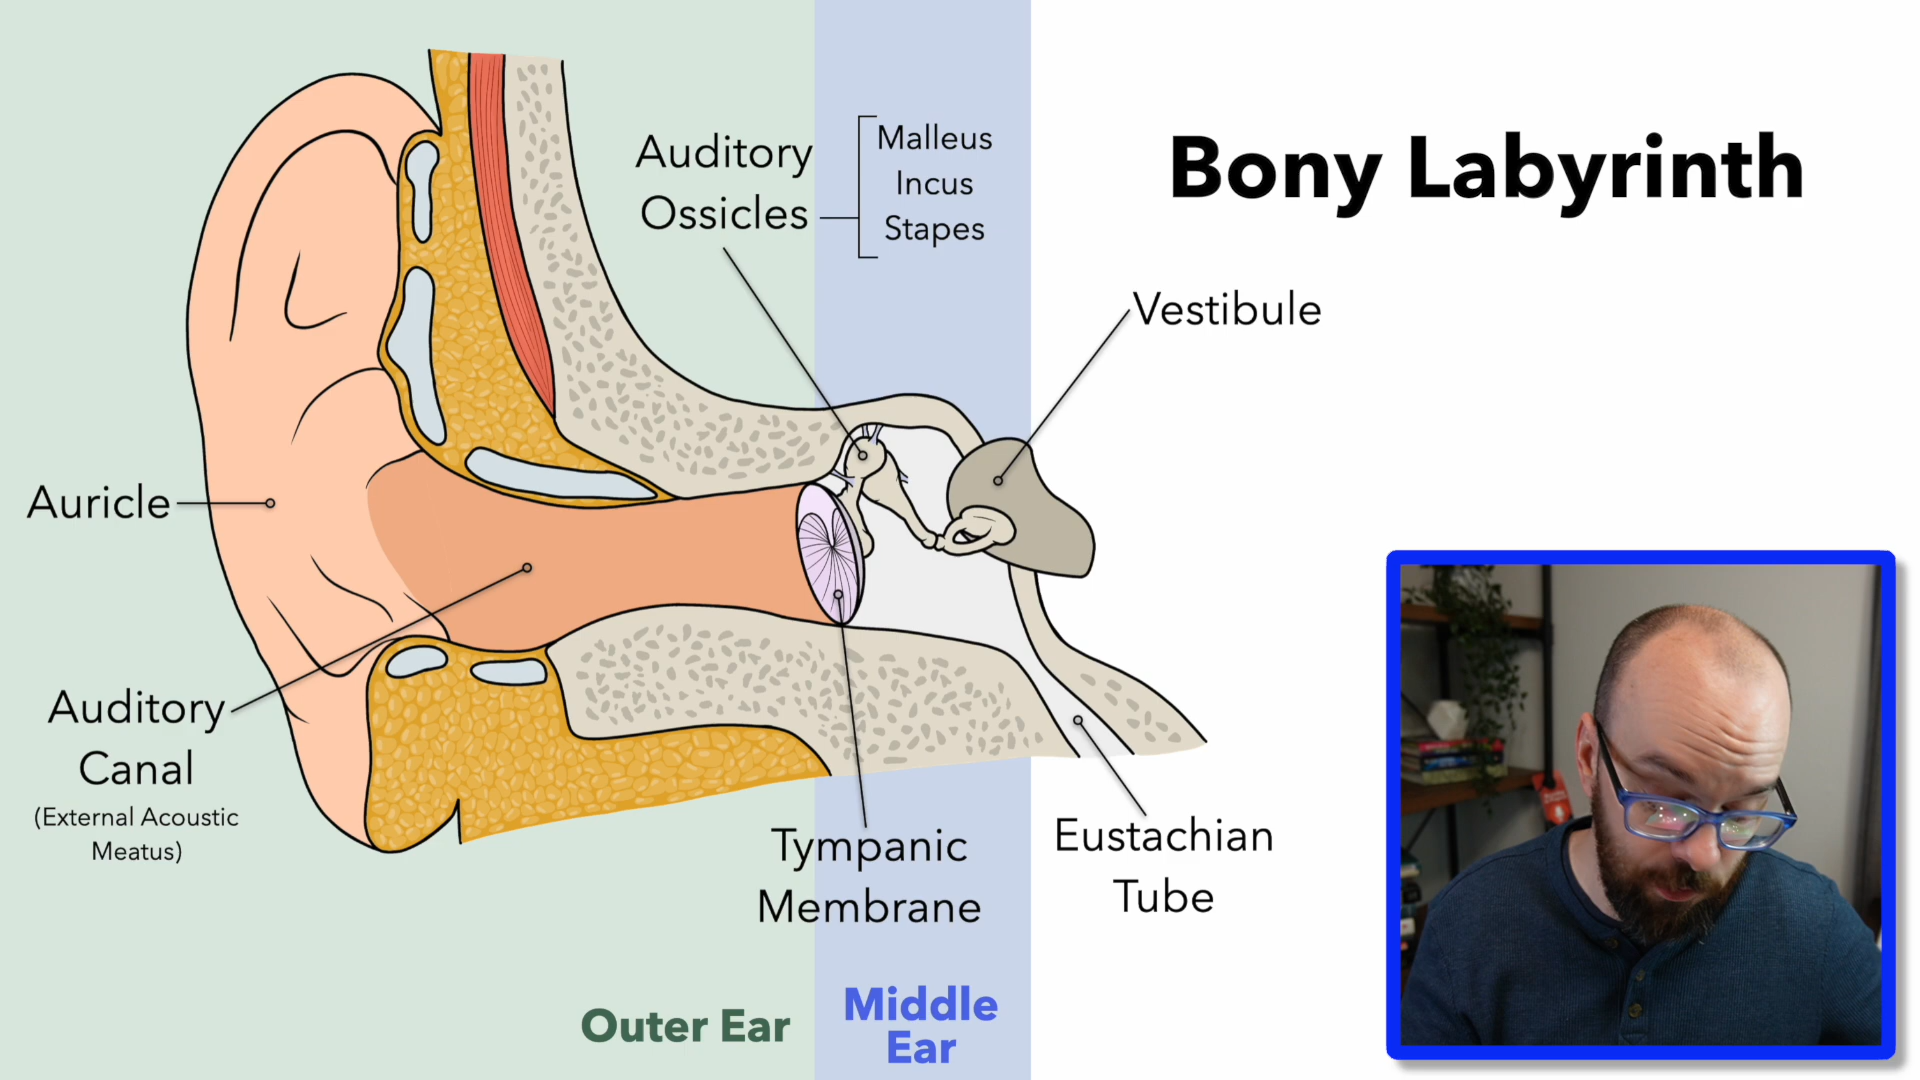 Bony Labyrinth
Auditory
Ossicles
Malleus
Incus
Stapes
Vestibule
Auricle
Auditory
Canal
(External Acoustic
Meatus)
Tympanic
Membrane
Eustachian
Tube
Outer Ear
Middle
Ear